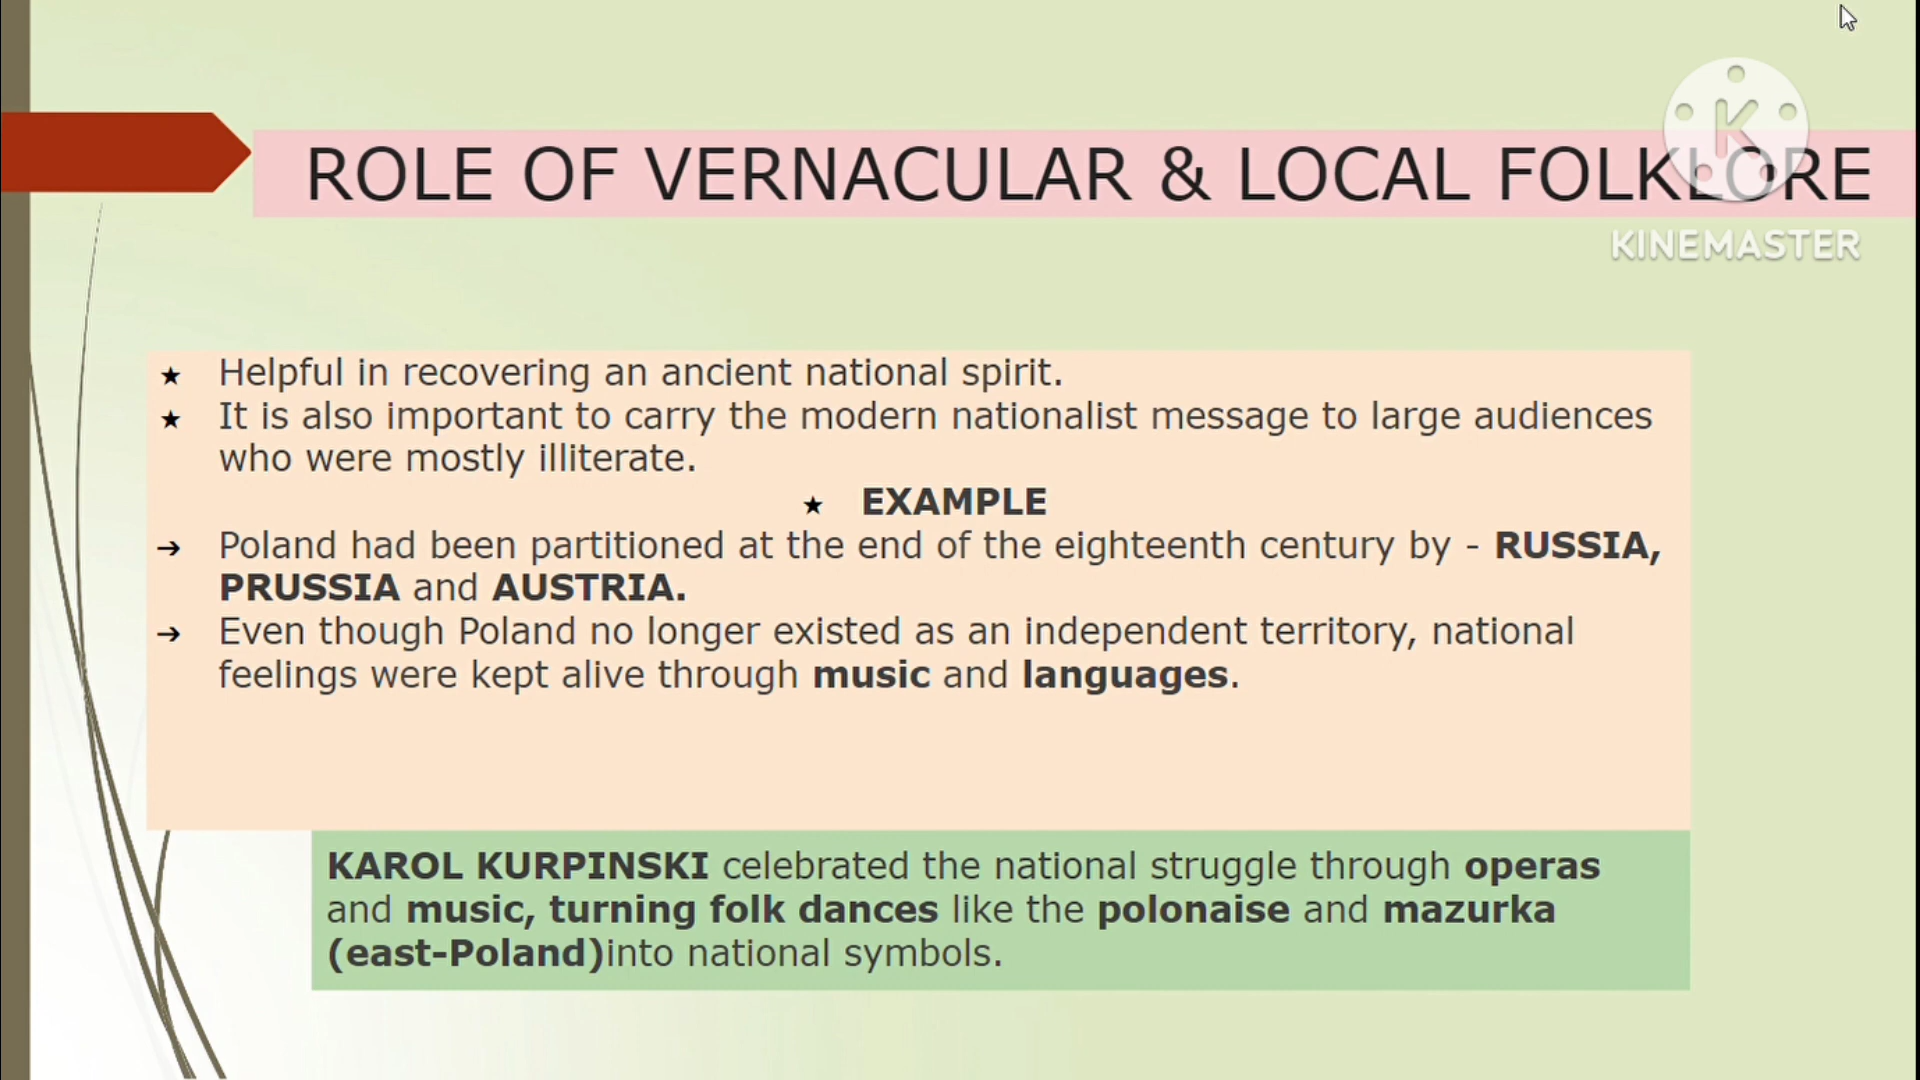 ROLE OF VERNACULAR & LOCAL FOLKLORE
K
KINEMASTER
★ Helpful in recovering an ancient national spirit.
★ It is also important to carry the modern nationalist message to large audiences
who were mostly illiterate.
★ EXAMPLE
➔ Poland had been partitioned at the end of the eighteenth century by - RUSSIA,
PRUSSIA and AUSTRIA.
➔ Even though Poland no longer existed as an independent territory, national
feelings were kept alive through music and languages.
KAROL KURPINSKI celebrated the national struggle through operas
and music, turning folk dances like the polonaise and mazurka
(east-Poland)into national symbols.